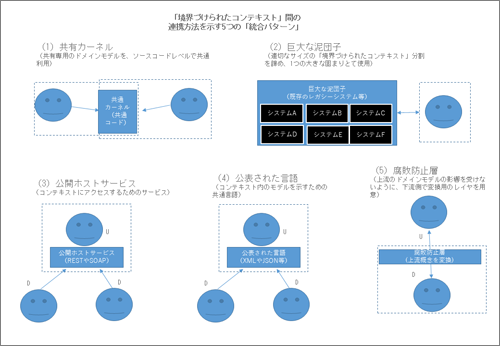 「境界づけられたコンテキスト」間の
連携方法を示す5つの「統合パターン」
(1) 共有カーネル
(共有専用のドメインモデルを、ソースコードレベルで共通
利用)
共通
カーネル
(共通
コード)
(2) 巨大な泥団子
(適切なサイズの「境界づけられたコンテキスト」分割
を諦め、1つの大きな固まりとて使用)
巨大な泥団子
(既存のレガシーシステム等)
システムA
システムB
システムC
システムD
システムE
システムF
(3) 公開ホストサービス
(コンテキストにアクセスするためのサービス)
U
公開ホストサービス
(RESTやSOAP)
D
D
(4) 公表された言語
(コンテキスト内のモデルを示すための
共通言語)
U
公表された言語
(XMLやJSON等)
D
D
(5) 腐敗防止層
(上流のドメインモデルの影響を受けな
いように、下流側で変換用のレイヤを用
意)
U
腐敗防止層
(上流概念を変換)
D